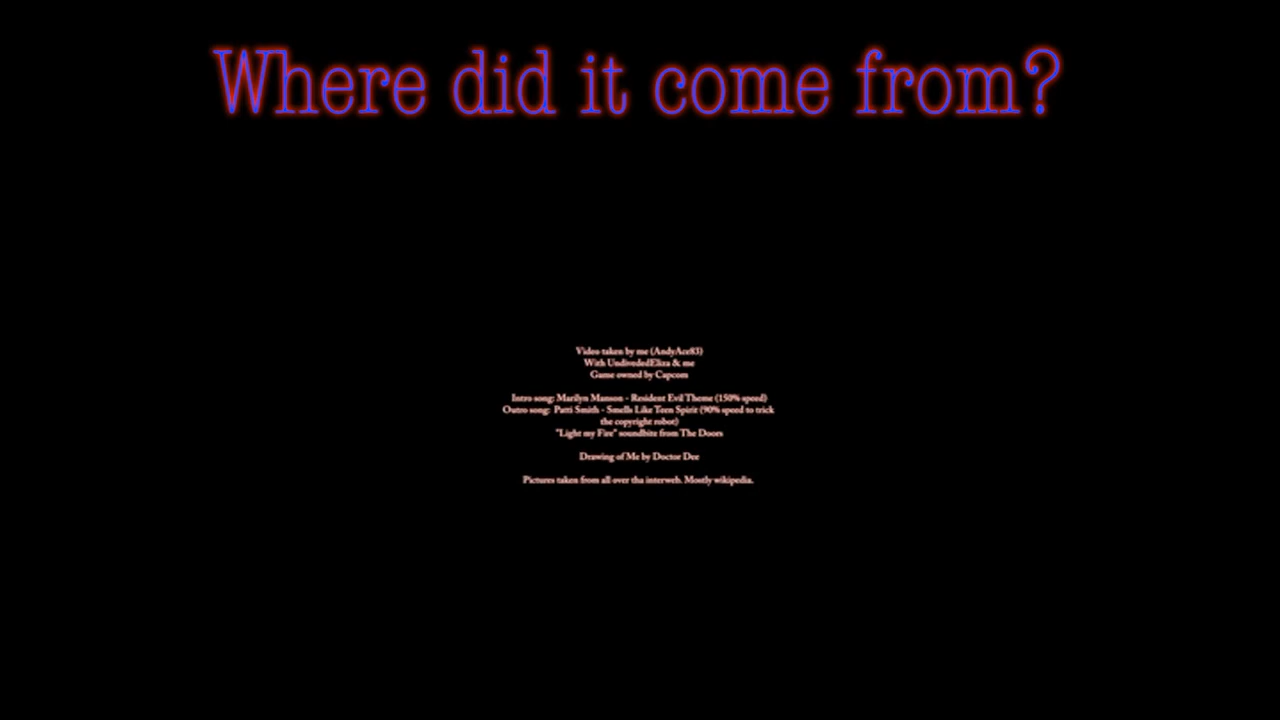 Where did it come from?
Video taken by me (AndyAce83)
With UndividedEliza & me
Game owned by Capcom
Intro song: Marilyn Manson - Resident Evil Theme (150% speed)
Outro song: Patti Smith - Smells Like Teen Spirit (90% speed to trick
the copyright robot)
"Light my Fire" soundbite from The Doors
Drawing of Me by Doctor Dee
Pictures taken from all over tha interweb. Mostly wikipedia.